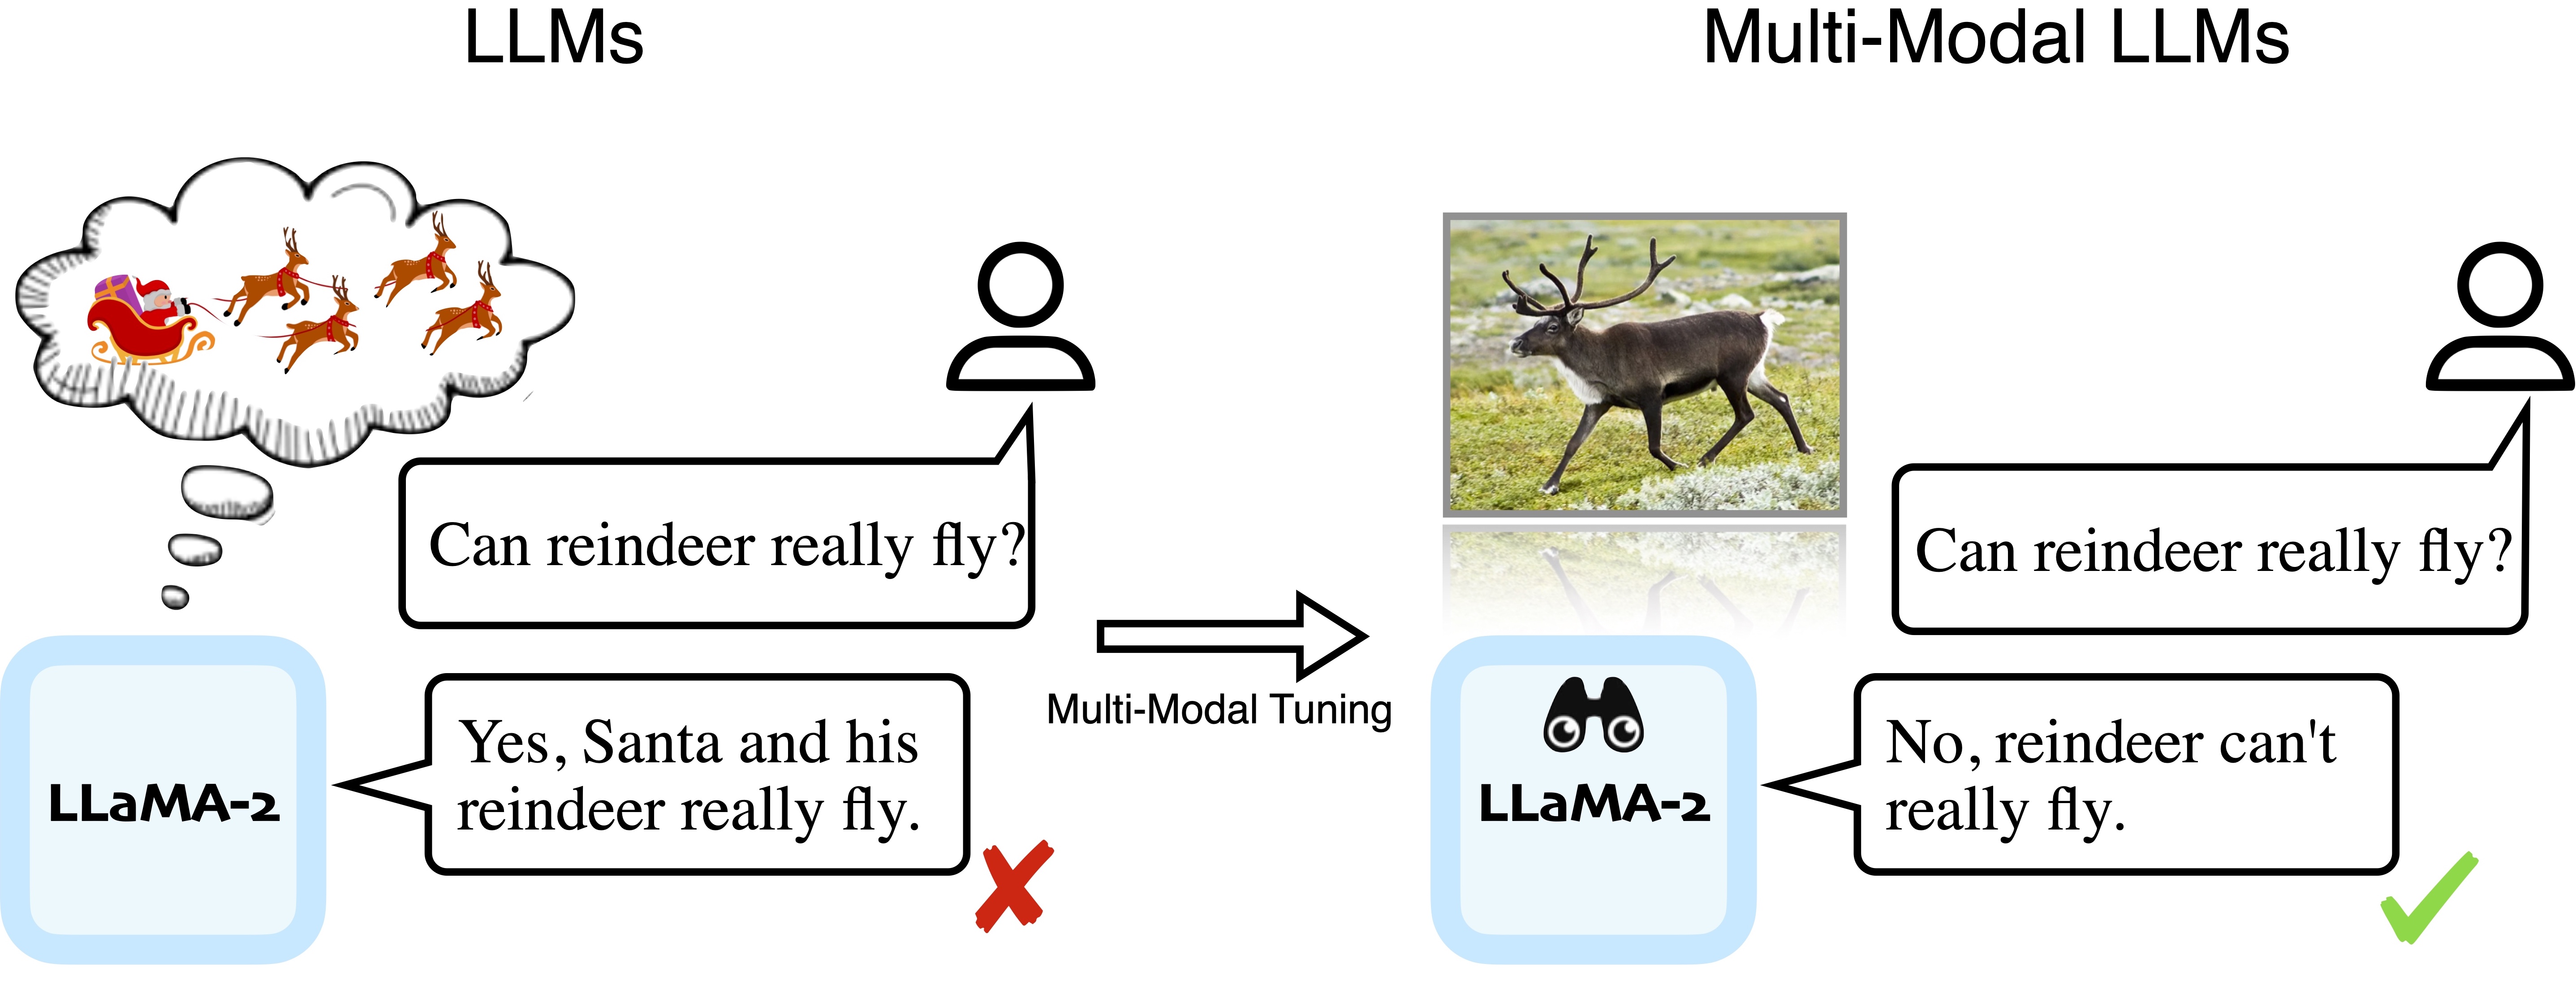 LLMs
Can reindeer really fly?
LLaMA-2
Yes, Santa and his
reindeer really fly.
Multi-Modal Tuning
Multi-Modal LLMs
Can reindeer really fly?
LLaMA-2
No, reindeer can't
really fly.